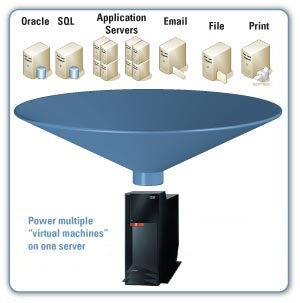 Oracle SQL Application Email File Print
Servers
Power multiple
"virtual machines"
on one server